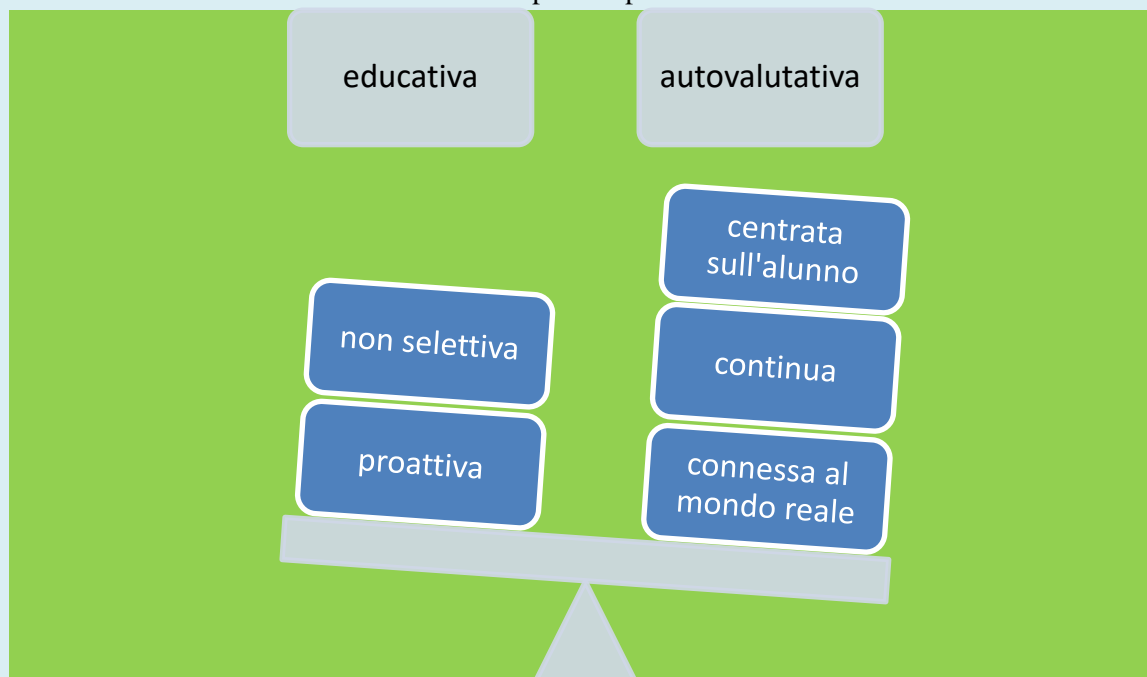 educativa
autovalutativa
centrata
sull'alunno
non selettiva
continua
proattiva
connessa al
mondo reale